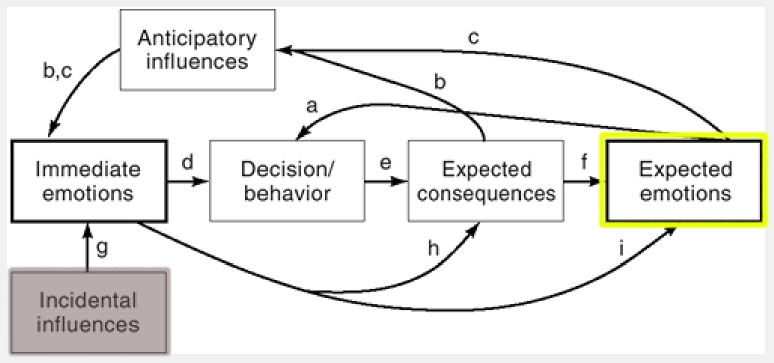 Anticipatory
influences
c
b,c
b
a
Immediate
emotions
d
Decision/
behavior
e
Expected
consequences
f
Expected
emotions
g
h
i
Incidental
influences